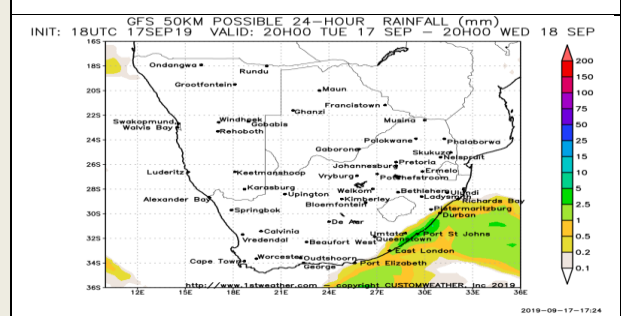 GFS 50KM POSSIBLE 24-HOUR RAINFALL (mm)
INIT: 18UTC 17SEP19 VALID: 20H00 TUE 17 SEP - 20H00 WED 18 SEP
16S
18S
20S
22S
24S
26S
28S
30S
32S
34S
36S
Ondangwa
Rundu
Grootfontein
Maun
Francistown
Ghanzi
Musina
Windhoek
Gobabis
Swakopmund
Walvis Bay
Rehoboth
Polokwane
Phalaborwa
Gaborone
Skukuza
Nelspruit
Pretoria
Johannesburg
Ermelo
Luderitz
Keetmanshoop
Vryburg
Potchefstroom
Karasburg
Upington
Welkom
Bethlehem
Ulundi
Ladysmith
Kimberley
Alexander Bay
Bloemfontein
Richards Bay
Springbok
Pietermaritzburg
Durban
De Aar
Calvinia
Umtata
Port St Johns
Vredendal
Queenstown
Beaufort West
East London
Worcester
Oudtshoorn
Cape Town
George
Port Elizabeth
http://www.1stweather.com - copyright CUSTOMWEATHER, Inc 2019
12E 15E 18E 21E 24E 27E 30E 33E 36E
200
150
100
75
50
25
15
10
5
2.5
2
1
0.5
0.2
0.1
2019-09-17-17:24